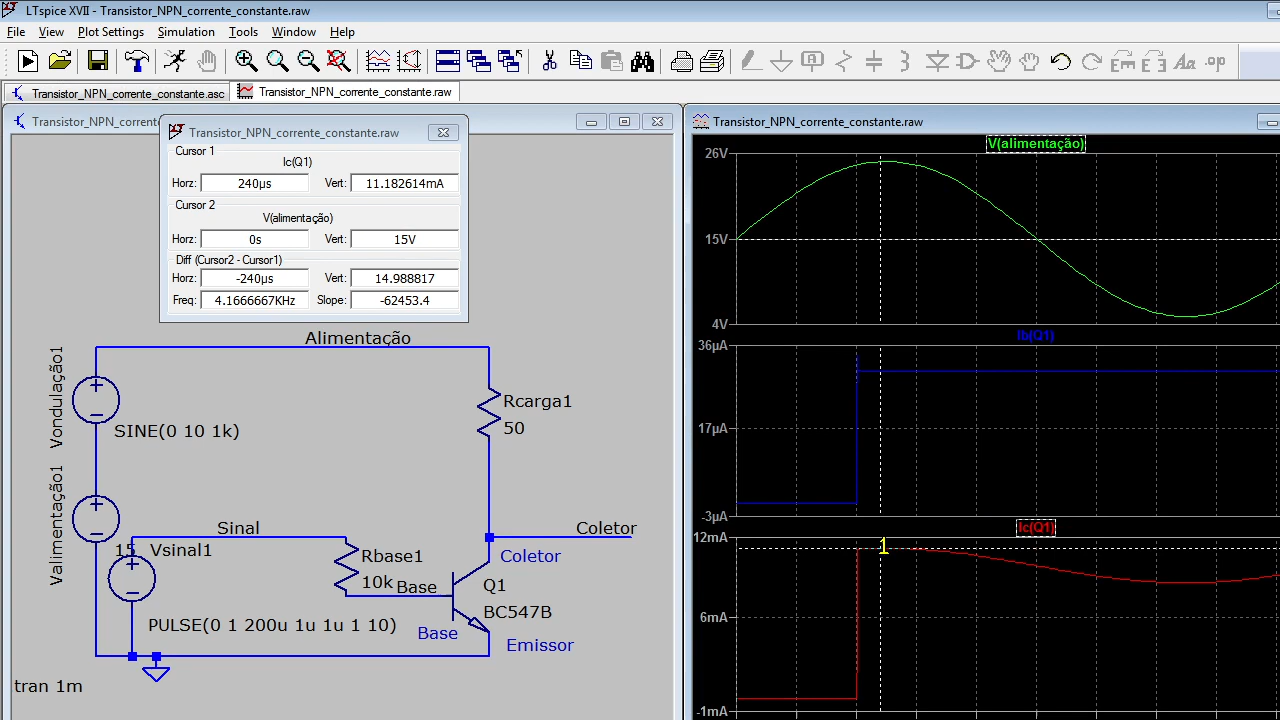 LTspice XVII - Transistor_NPN_corrente_constante.raw
File View Plot Settings Simulation Tools Window Help
Transistor_NPN_corrente_constante.asc Transistor_NPN_corrente_constante.raw
Transistor_NPN_corrente
Transistor_NPN_corrente_constante.raw
Cursor 1
Ic(Q1)
Horz: 240µs Vert: 11.182614mA
Cursor 2
V(alimentação)
Horz: 0s Vert: 15V
Diff (Cursor2 - Cursor1)
Horz: -240µs Vert: 14.988817
Freq: 4.1666667KHz Slope: -62453.4
Alimentação
Vondulação1
SINE(0 10 1k)
Rcarga1
50
Valimentação1
15
Sinal
Vsinal1
Rbase1
10k
Base
Coletor
Coletor
Q1
BC547B
PULSE(0 1 200u 1u 1u 1 10)
Base
Emissor
tran 1m
Transistor_NPN_corrente_constante.raw
V(alimentação)
26V
15V
4V
Ib(Q1)
36µA
17µA
-3µA
Ic(Q1)
12mA
1
6mA
-1mA